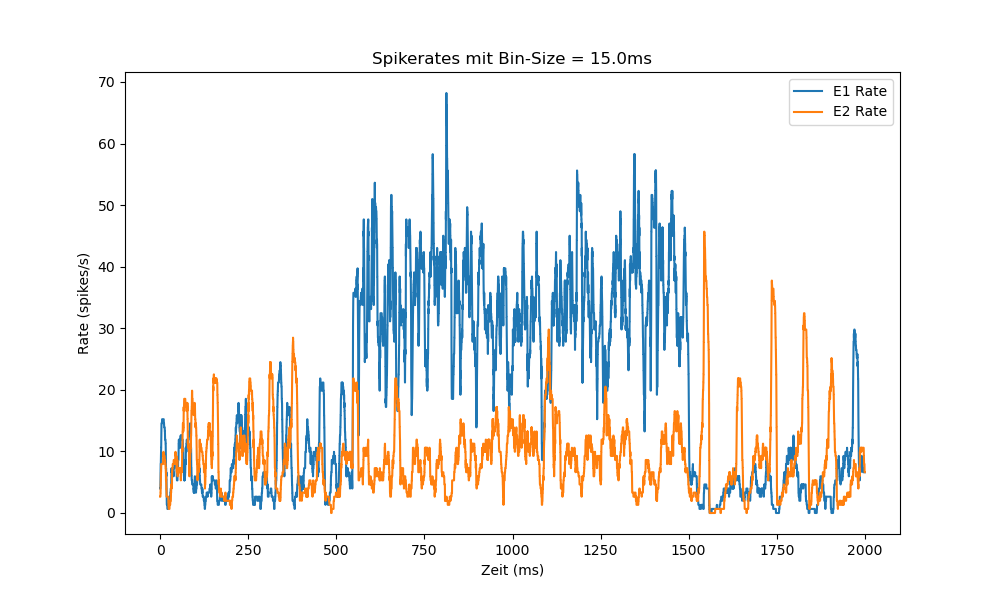 Spikerates mit Bin-Size = 15.0ms
E1 Rate
E2 Rate
70
60
50
40
30
20
10
0
Rate (spikes/s)
0 250 500 750 1000 1250 1500 1750 2000
Zeit (ms)